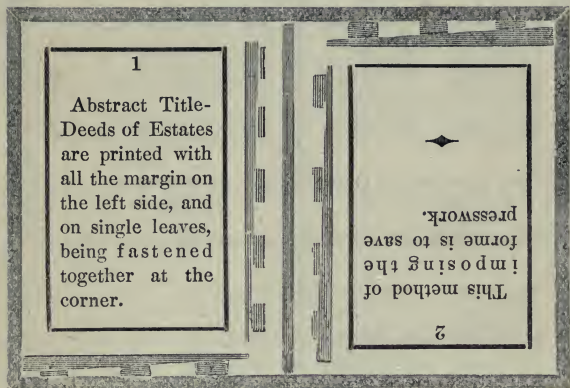 1
Abstract Title-
Deeds of Estates
are printed with
all the margin on
the left side, and
on single leaves,
being fastened
together at the
corner.
2
This method of
imposing the
forme is to save
presswork.